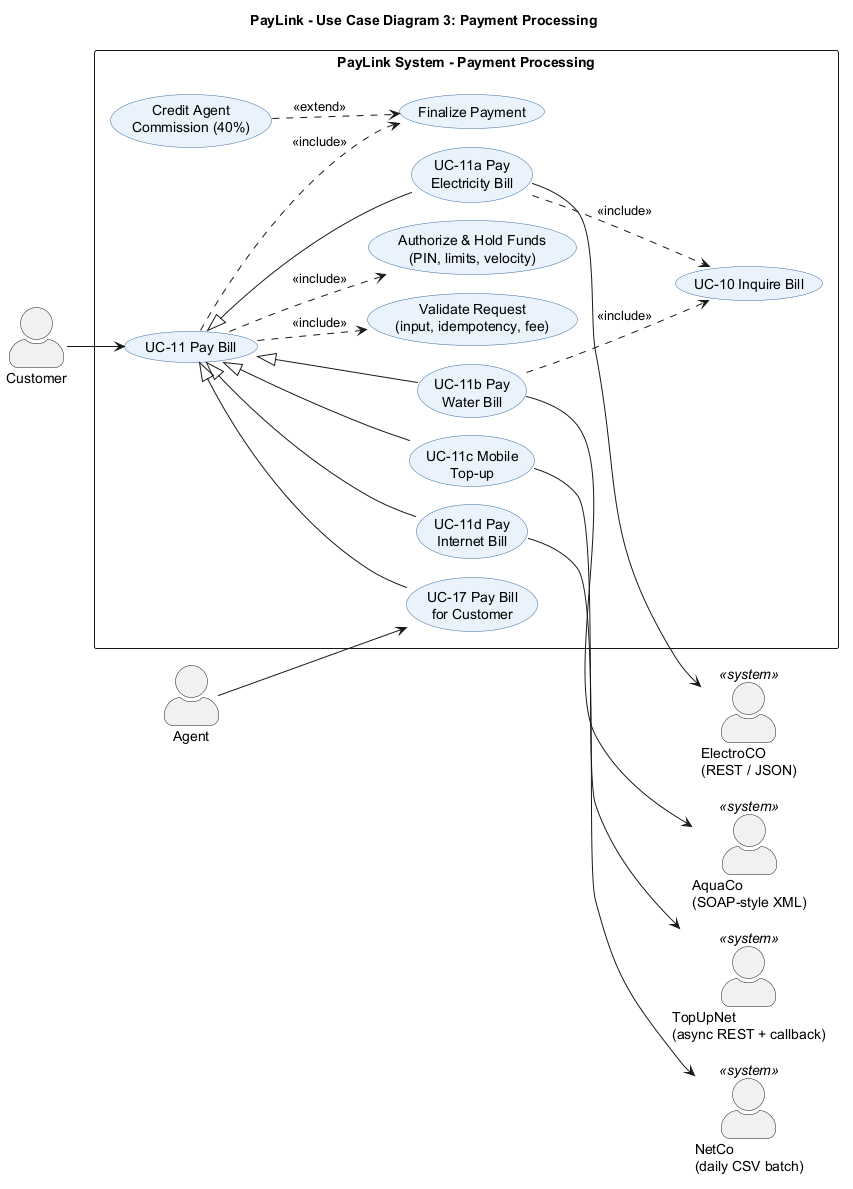 PayLink - Use Case Diagram 3: Payment Processing
PayLink System - Payment Processing
Credit Agent
Commission (40%)
«extend»
Finalize Payment
«include»
UC-11a Pay
Electricity Bill
«include»
Authorize & Hold Funds
(PIN, limits, velocity)
«include»
UC-10 Inquire Bill
Validate Request
(input, idempotency, fee)
«include»
«include»
UC-11 Pay Bill
Customer
UC-11b Pay
Water Bill
UC-11c Mobile
Top-up
UC-11d Pay
Internet Bill
UC-17 Pay Bill
for Customer
Agent
«system»
ElectroCO
(REST / JSON)
«system»
AquaCo
(SOAP-style XML)
«system»
TopUpNet
(async REST + callback)
«system»
NetCo
(daily CSV batch)